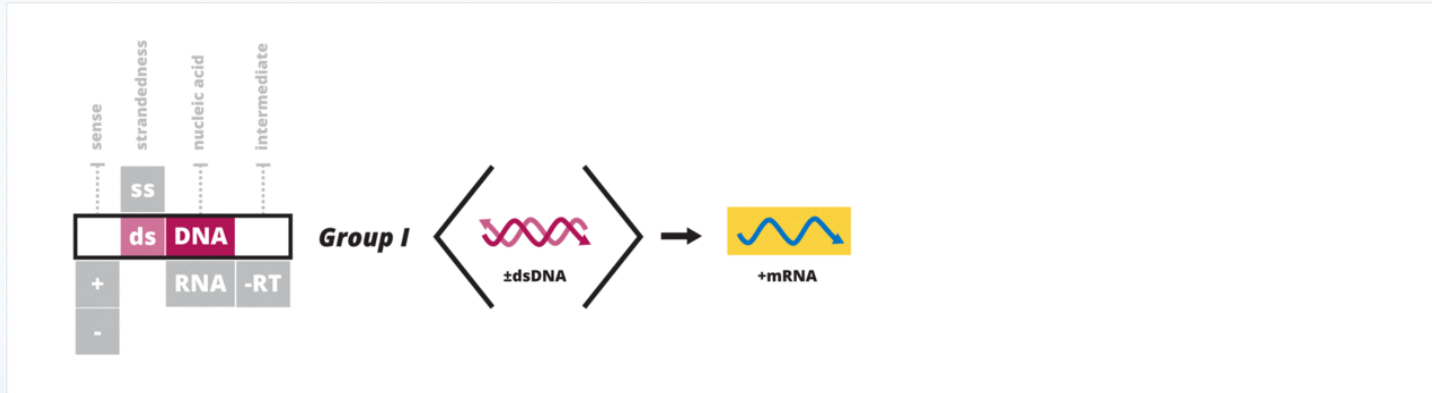 sense
strandedness
nucleic acid
intermediate
ss
ds DNA
+ RNA -RT
-
Group I
±dsDNA
+mRNA